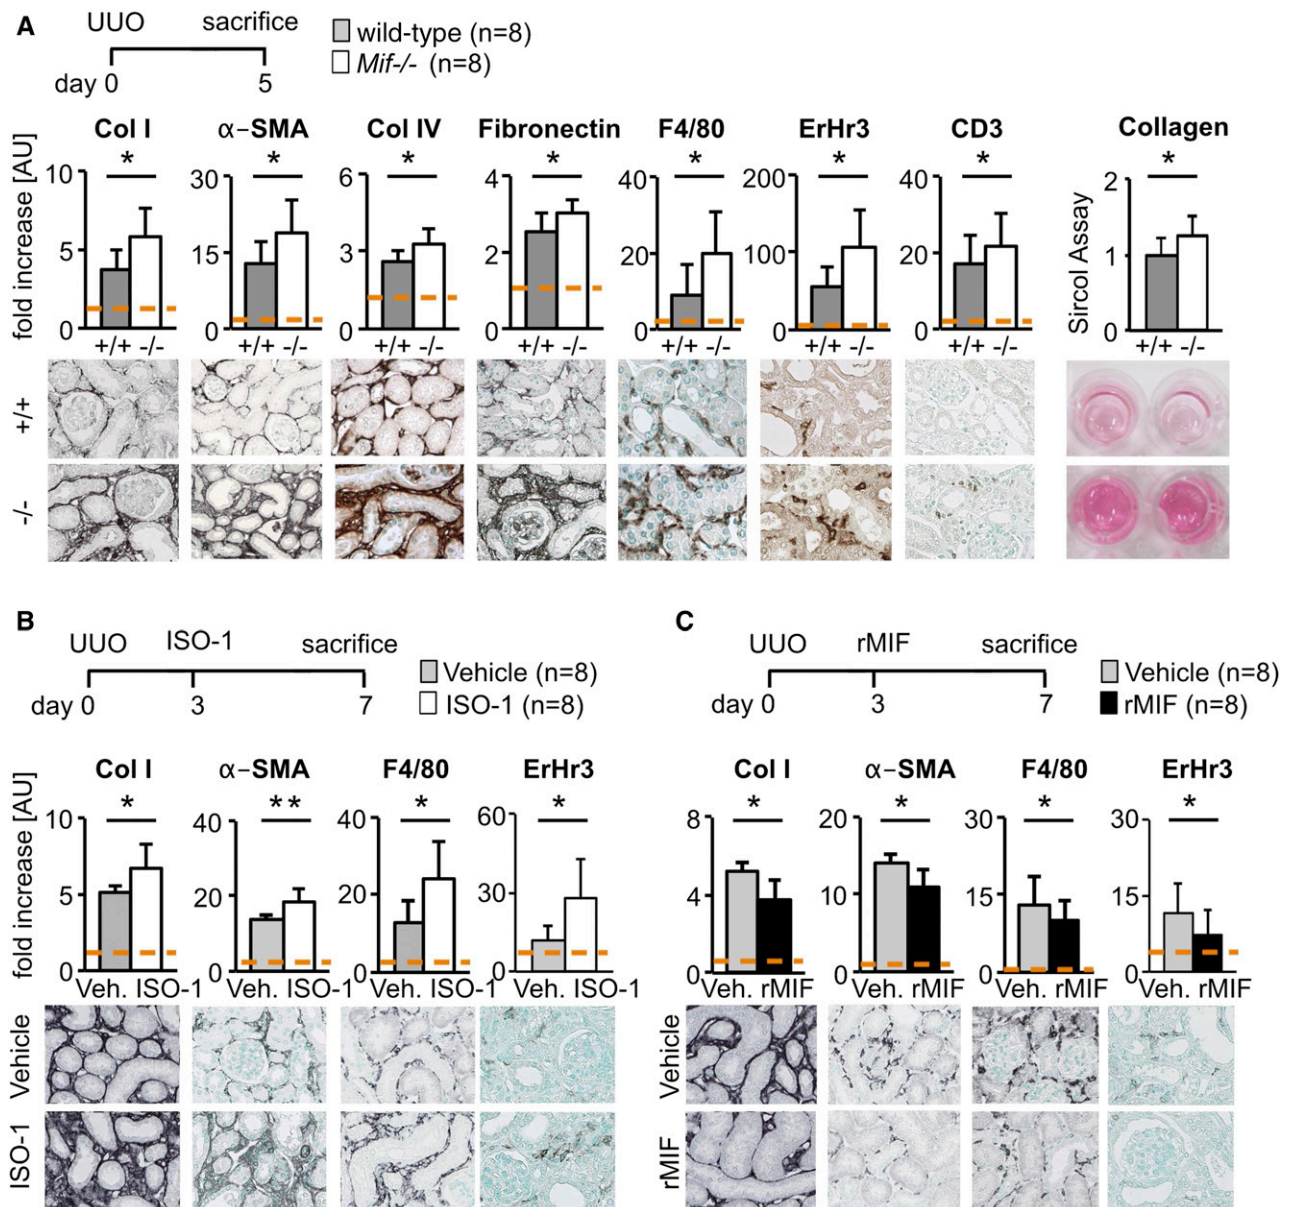 A
UUO sacrifice
day 0 5
wild-type (n=8)
Mif-/- (n=8)
Col I α-SMA Col IV Fibronectin F4/80 ErHr3 CD3 Collagen
* * * * * * * *
fold increase [AU]
10 5 0
30 15 0
6 3 0
4 2 0
40 20 0
200 100 0
40 20 0
Sircol Assay
2 1 0
+/+ -/- +/+ -/- +/+ -/- +/+ -/- +/+ -/- +/+ -/- +/+ -/- +/+ -/-
+/+
-/-
B
UUO ISO-1 sacrifice
day 0 3 7
Vehicle (n=8)
ISO-1 (n=8)
Col I α-SMA F4/80 ErHr3
* ** * *
fold increase [AU]
10 5 0
40 20 0
40 20 0
60 30 0
Veh. ISO-1 Veh. ISO-1 Veh. ISO-1 Veh. ISO-1
Vehicle
ISO-1
C
UUO rMIF sacrifice
day 0 3 7
Vehicle (n=8)
rMIF (n=8)
Col I α-SMA F4/80 ErHr3
* * * *
8 4 0
20 10 0
30 15 0
30 15 0
Veh. rMIF Veh. rMIF Veh. rMIF Veh. rMIF
Vehicle
rMIF